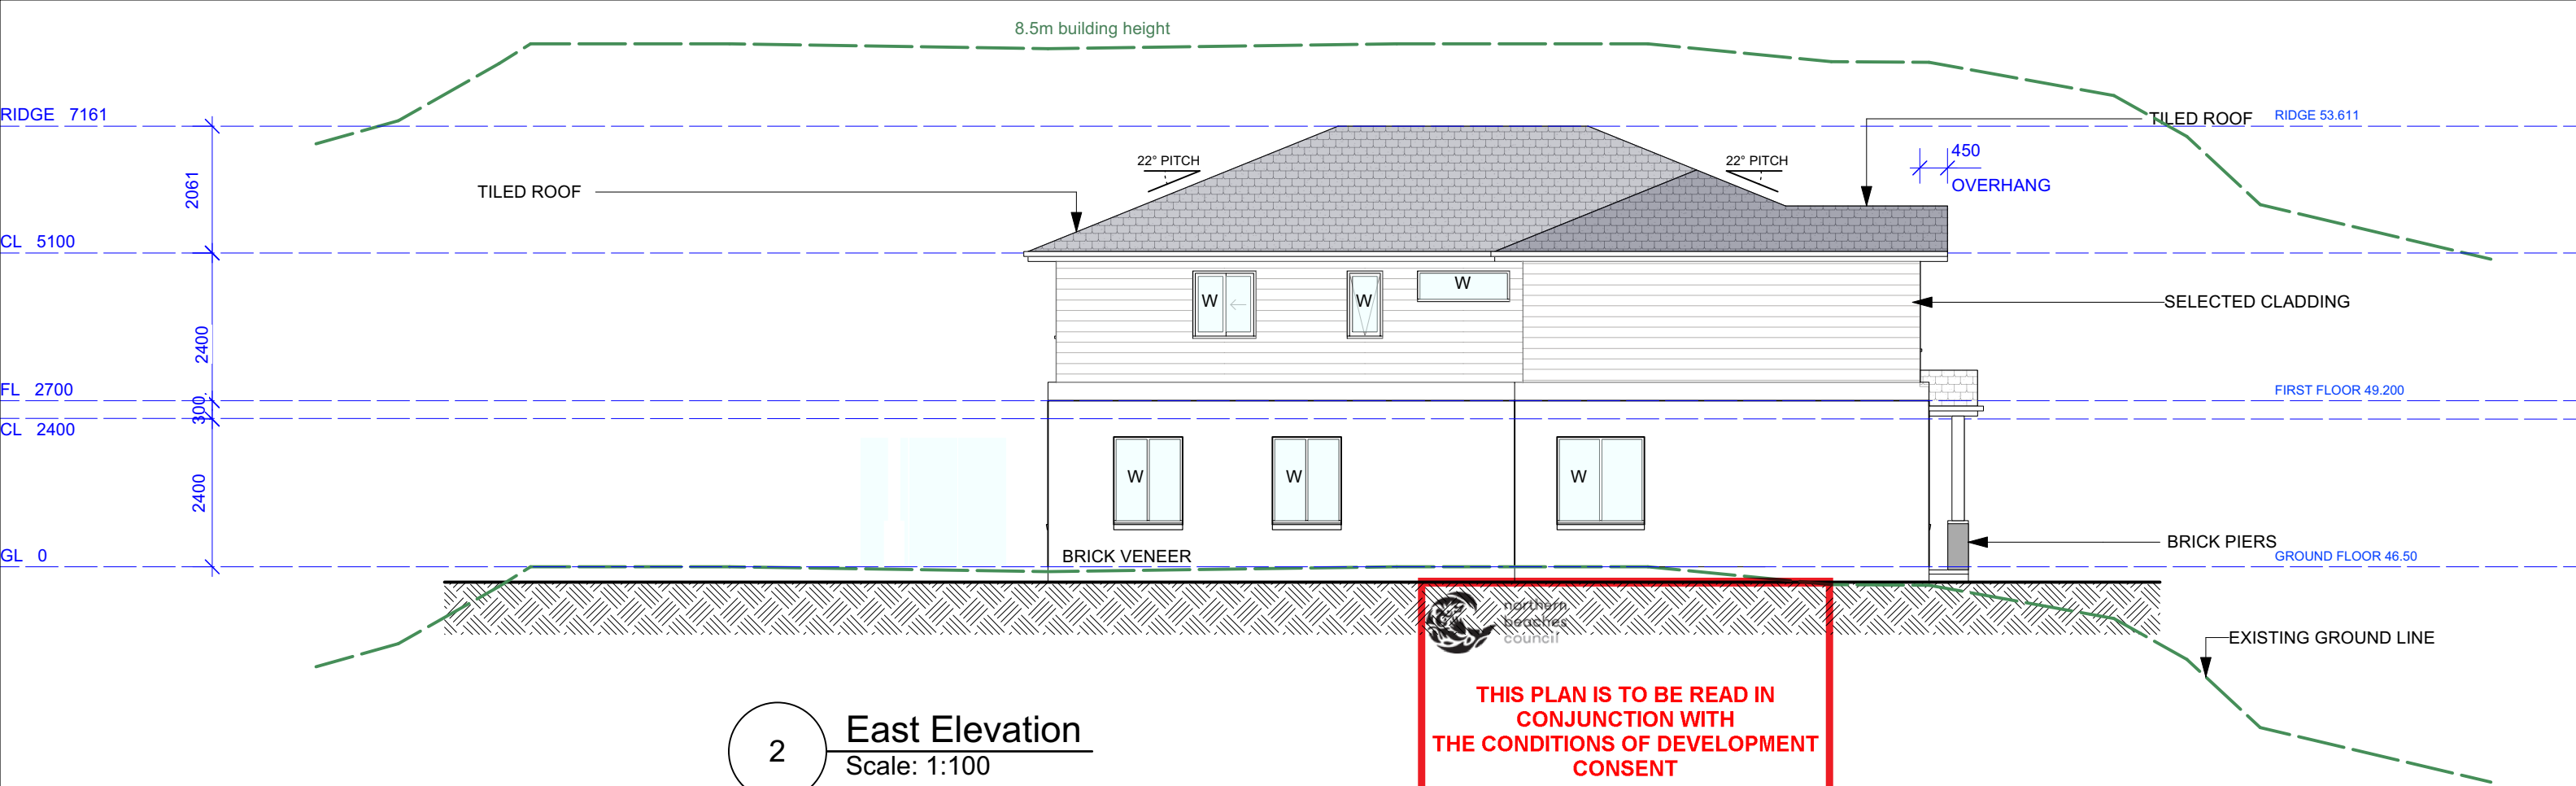 8.5m building height
RIDGE 7161
TILED ROOF
RIDGE 53.611
22° PITCH
22° PITCH
450
OVERHANG
2061
TILED ROOF
CL 5100
W
W
W
SELECTED CLADDING
2400
FL 2700
FIRST FLOOR 49.200
300
CL 2400
W
W
W
2400
BRICK PIERS
GL 0
BRICK VENEER
GROUND FLOOR 46.50
northern
beaches
council
EXISTING GROUND LINE
THIS PLAN IS TO BE READ IN
CONJUNCTION WITH
THE CONDITIONS OF DEVELOPMENT
CONSENT
2
East Elevation
Scale: 1:100